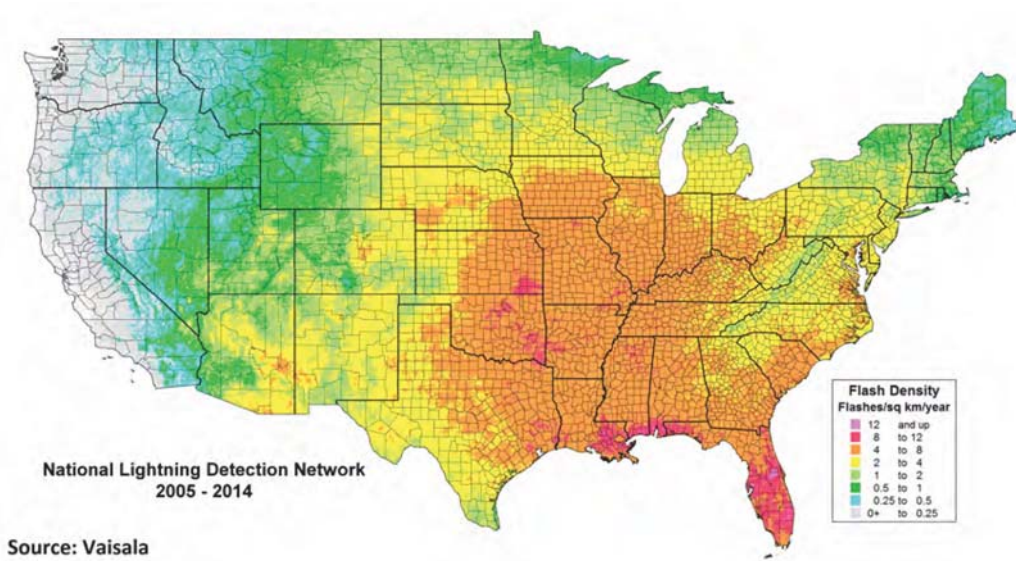 National Lightning Detection Network
2005 - 2014
Source: Vaisala
Flash Density
Flashes/sq km/year
12 and up
8 to 12
4 to 8
2 to 4
1 to 2
0.5 to 1
0.25 to 0.5
0+ to 0.25